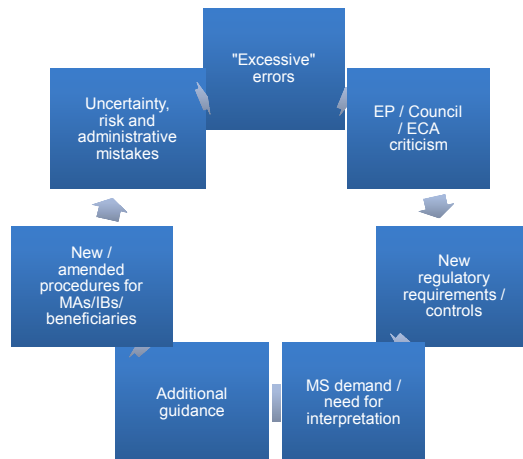 "Excessive"
errors
EP / Council
/ ECA
criticism
New
regulatory
requirements /
controls
MS demand /
need for
interpretation
Additional
guidance
New /
amended
procedures for
MAs/IBs/
beneficiaries
Uncertainty,
risk and
administrative
mistakes